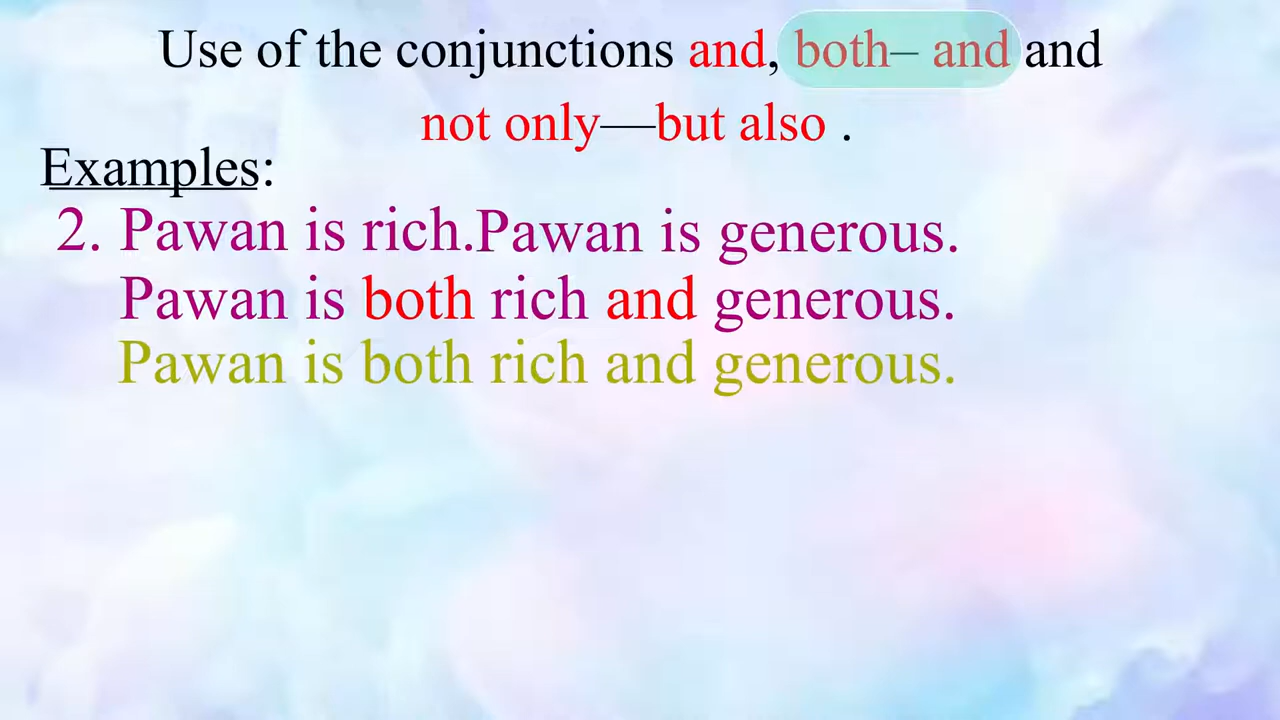 Use of the conjunctions and, both– and and
not only—but also .
Examples:
2. Pawan is rich.Pawan is generous.
Pawan is both rich and generous.
Pawan is both rich and generous.